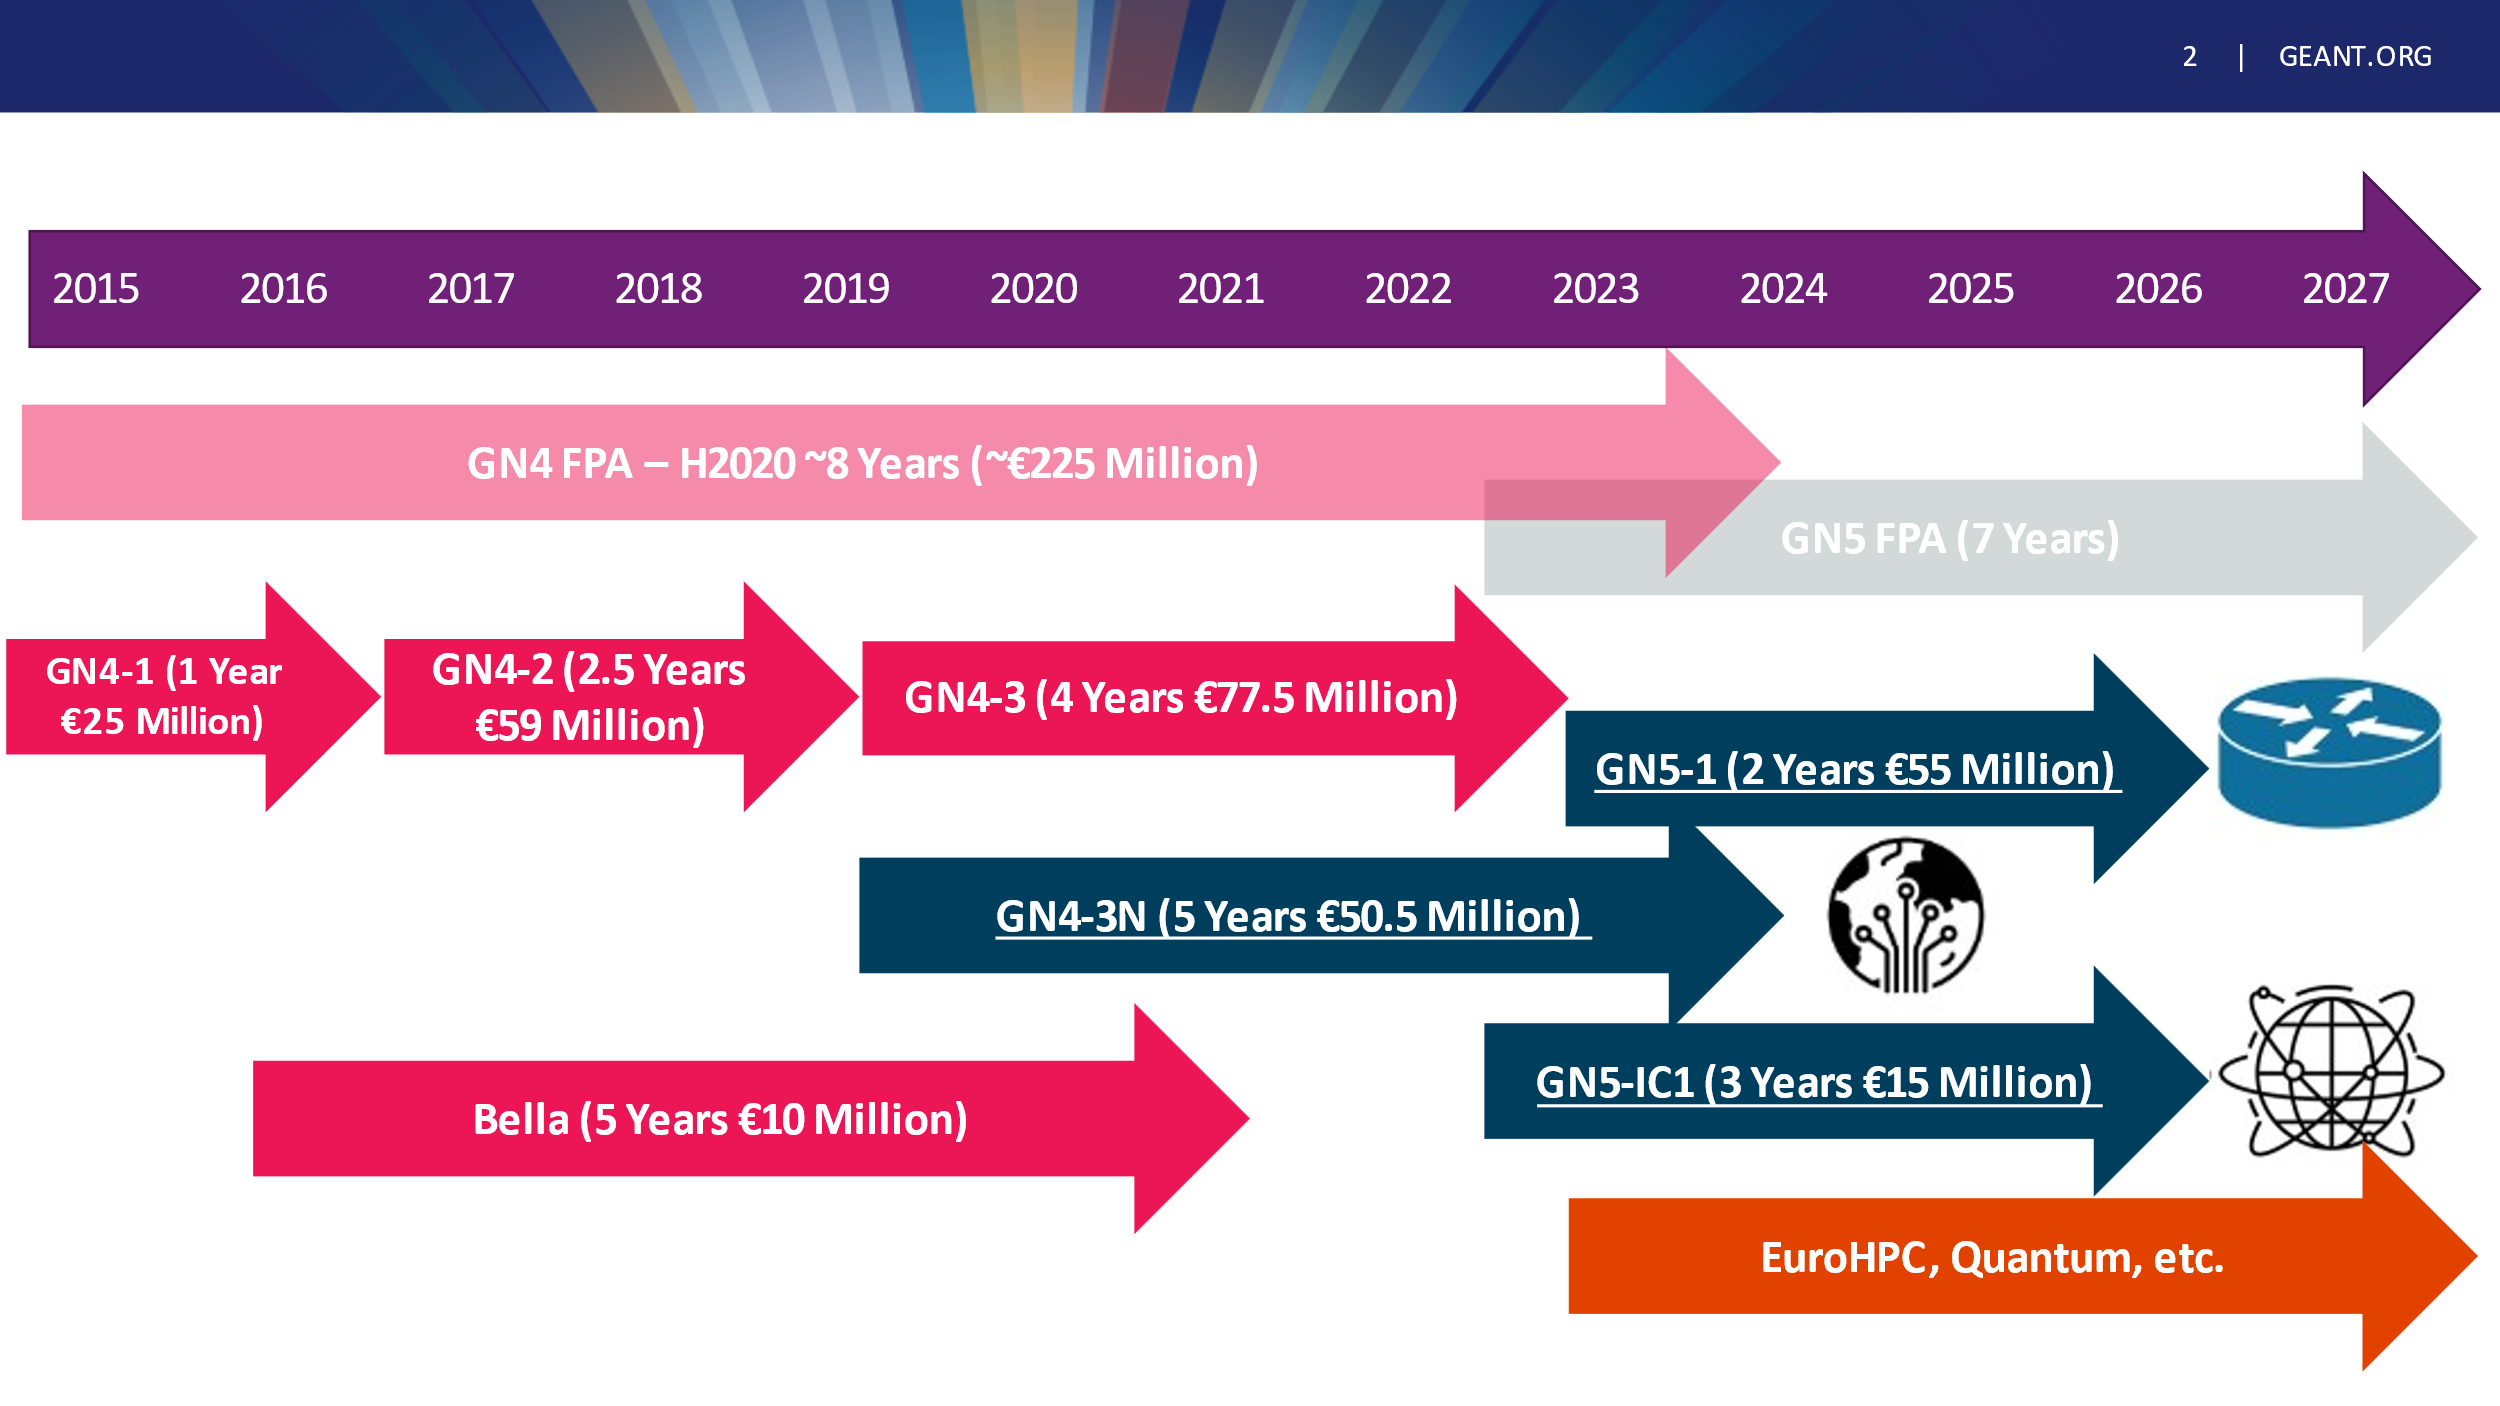 2 | GEANT.ORG
2015 2016 2017 2018 2019 2020 2021 2022 2023 2024 2025 2026 2027
GN4 FPA – H2020 ~8 Years (~€225 Million)
GN5 FPA (7 Years)
GN4-1 (1 Year
€25 Million)
GN4-2 (2.5 Years
€59 Million)
GN4-3 (4 Years €77.5 Million)
GN5-1 (2 Years €55 Million)
GN4-3N (5 Years €50.5 Million)
GN5-IC1 (3 Years €15 Million)
Bella (5 Years €10 Million)
EuroHPC, Quantum, etc.